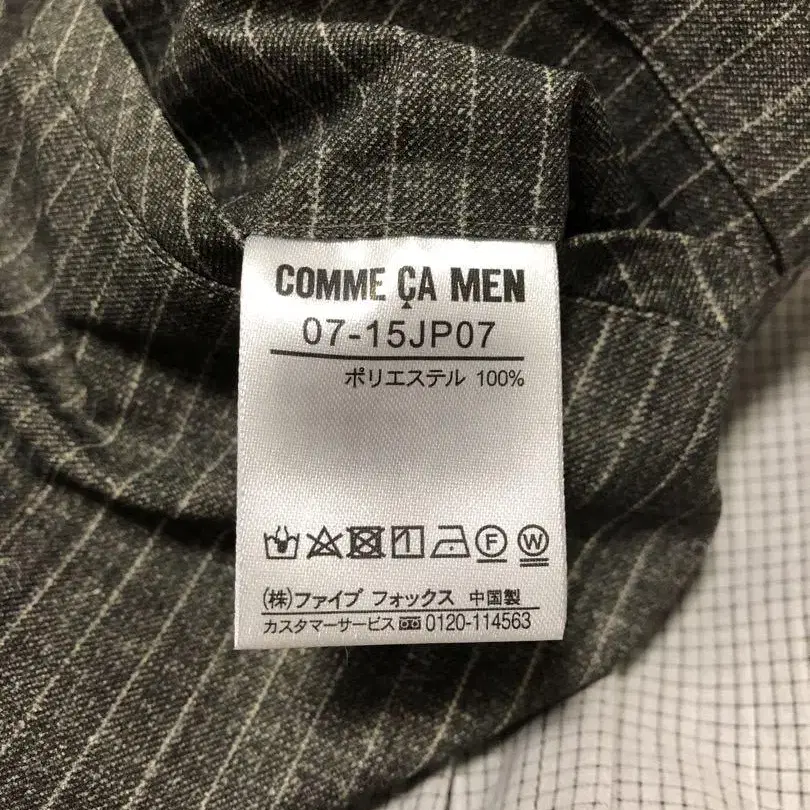 COMME ÇA MEN
07-15JP07
ポリエステル 100%
F W
(株)ファイブ フォックス 中国製
カスタマーサービス 0120-114563